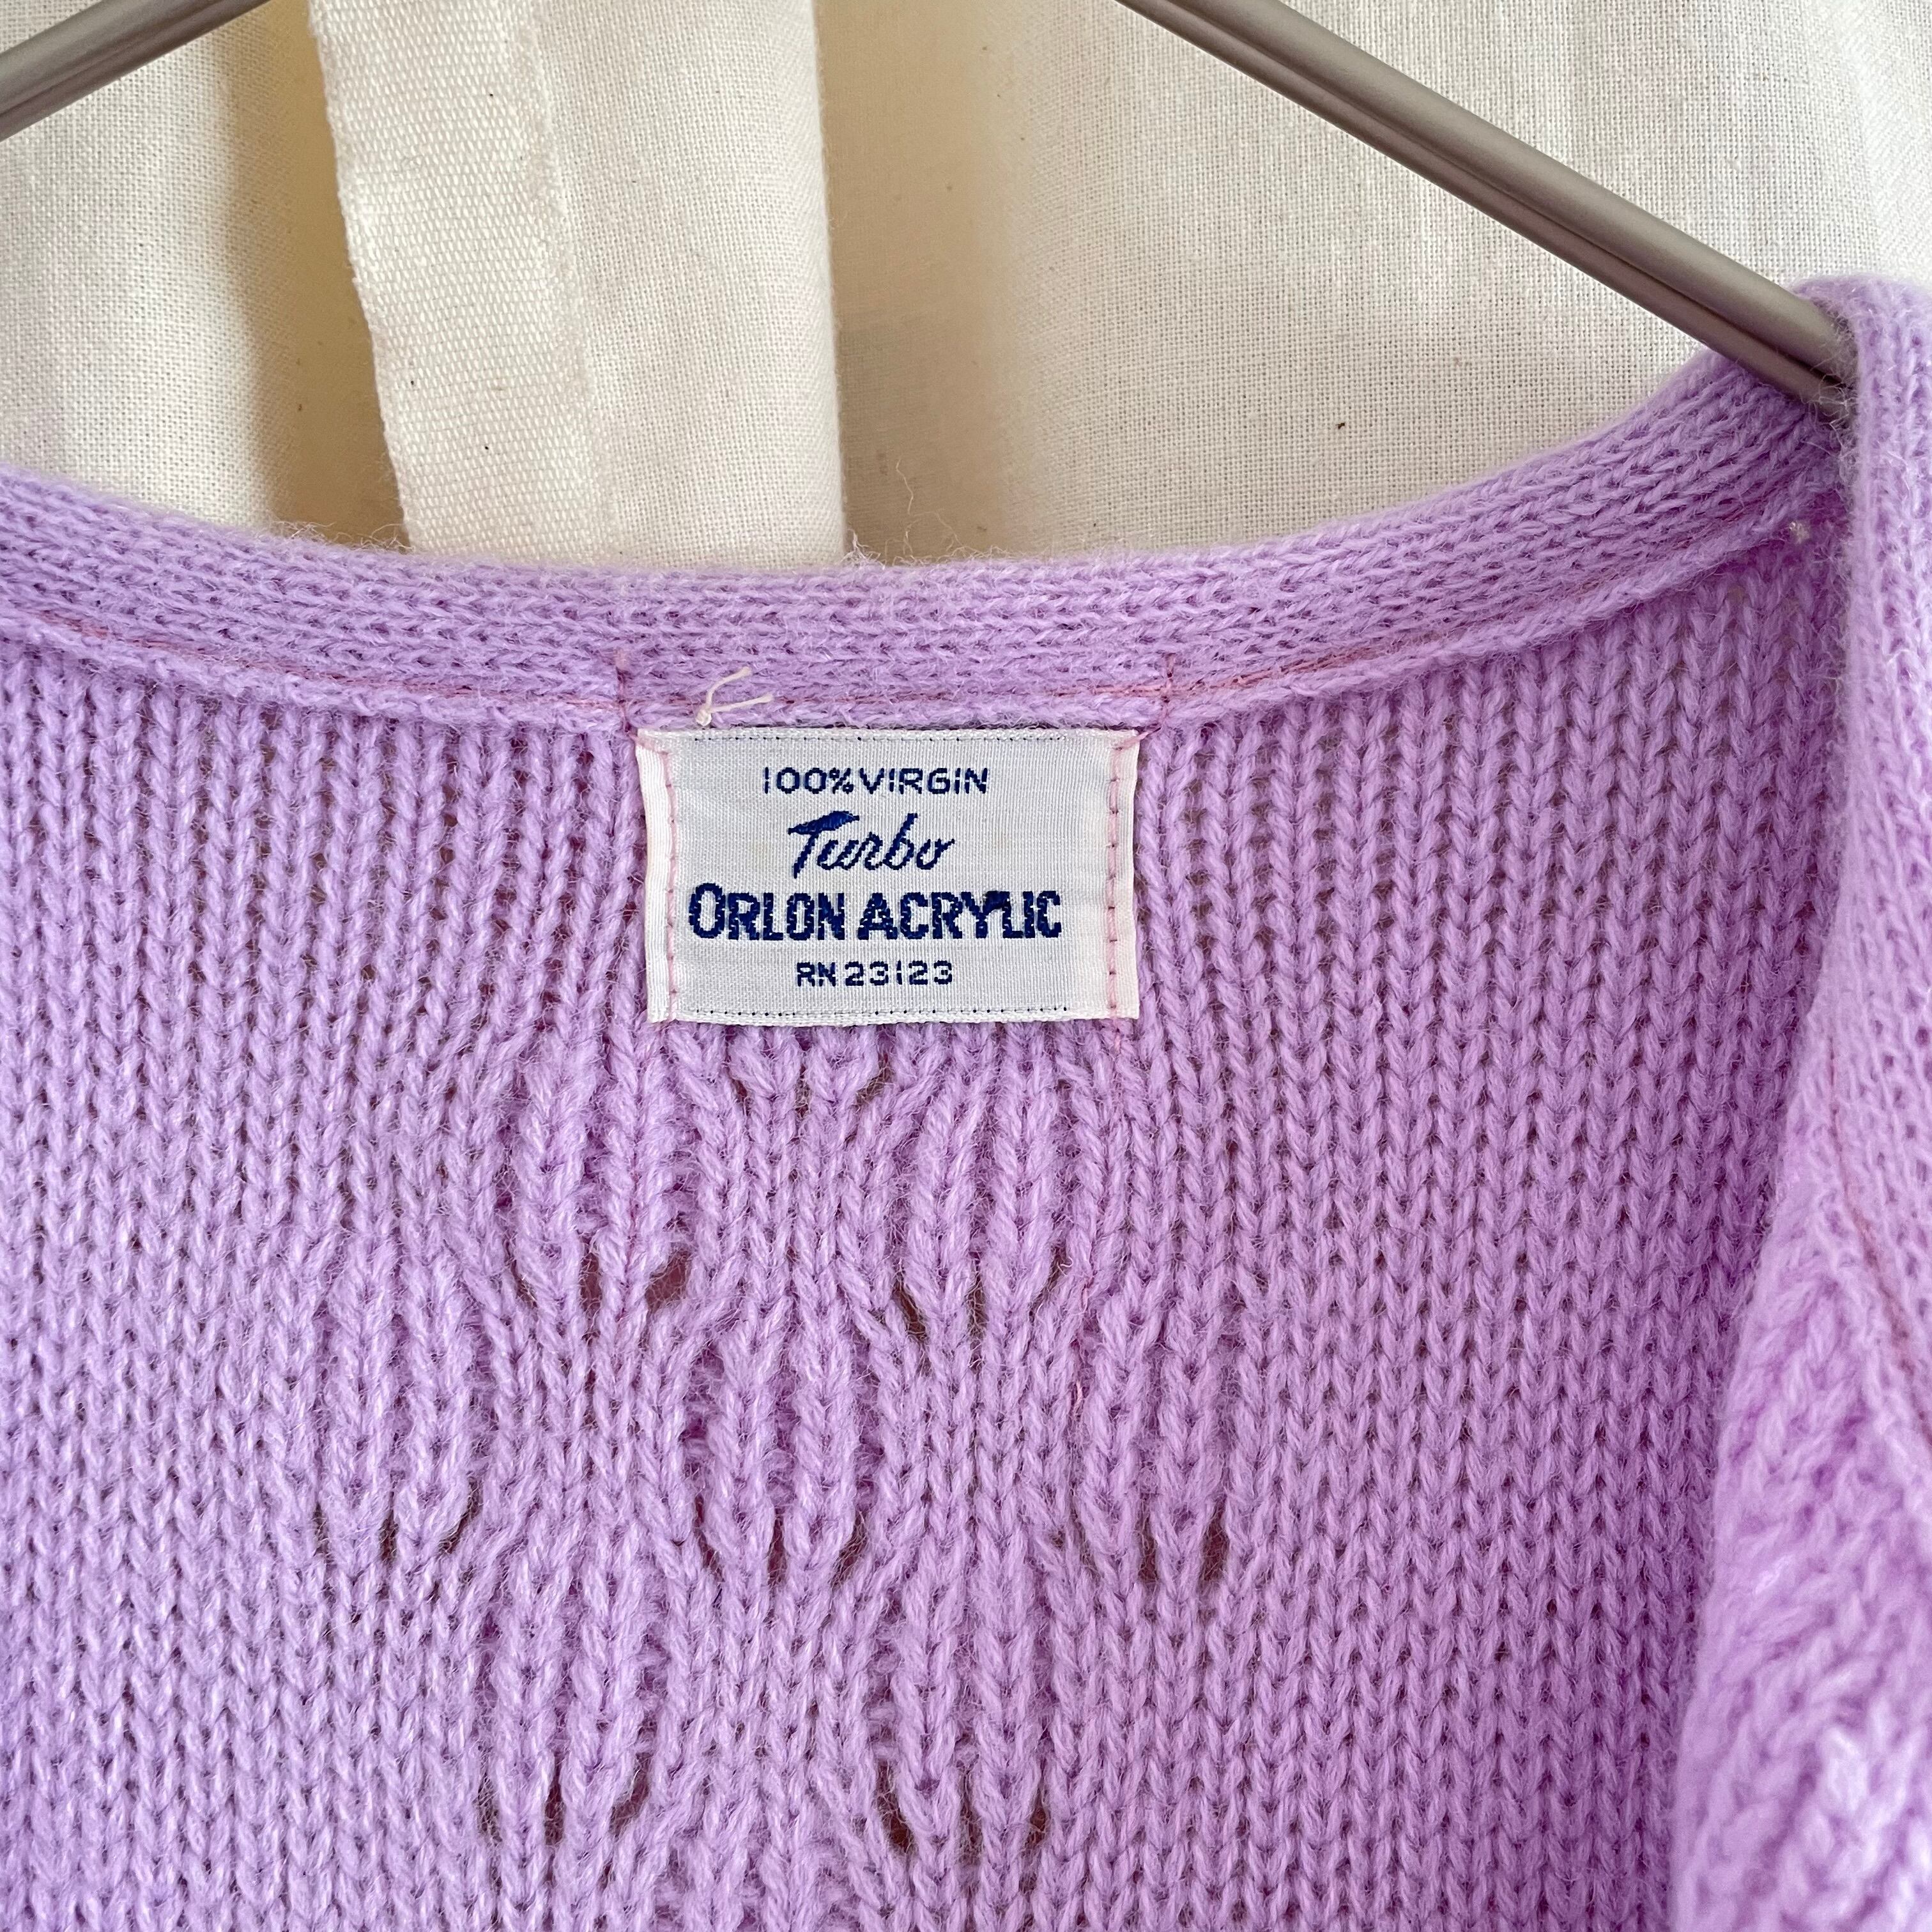 100% VIRGIN
Turbo
ORLON ACRYLIC
RN 23123